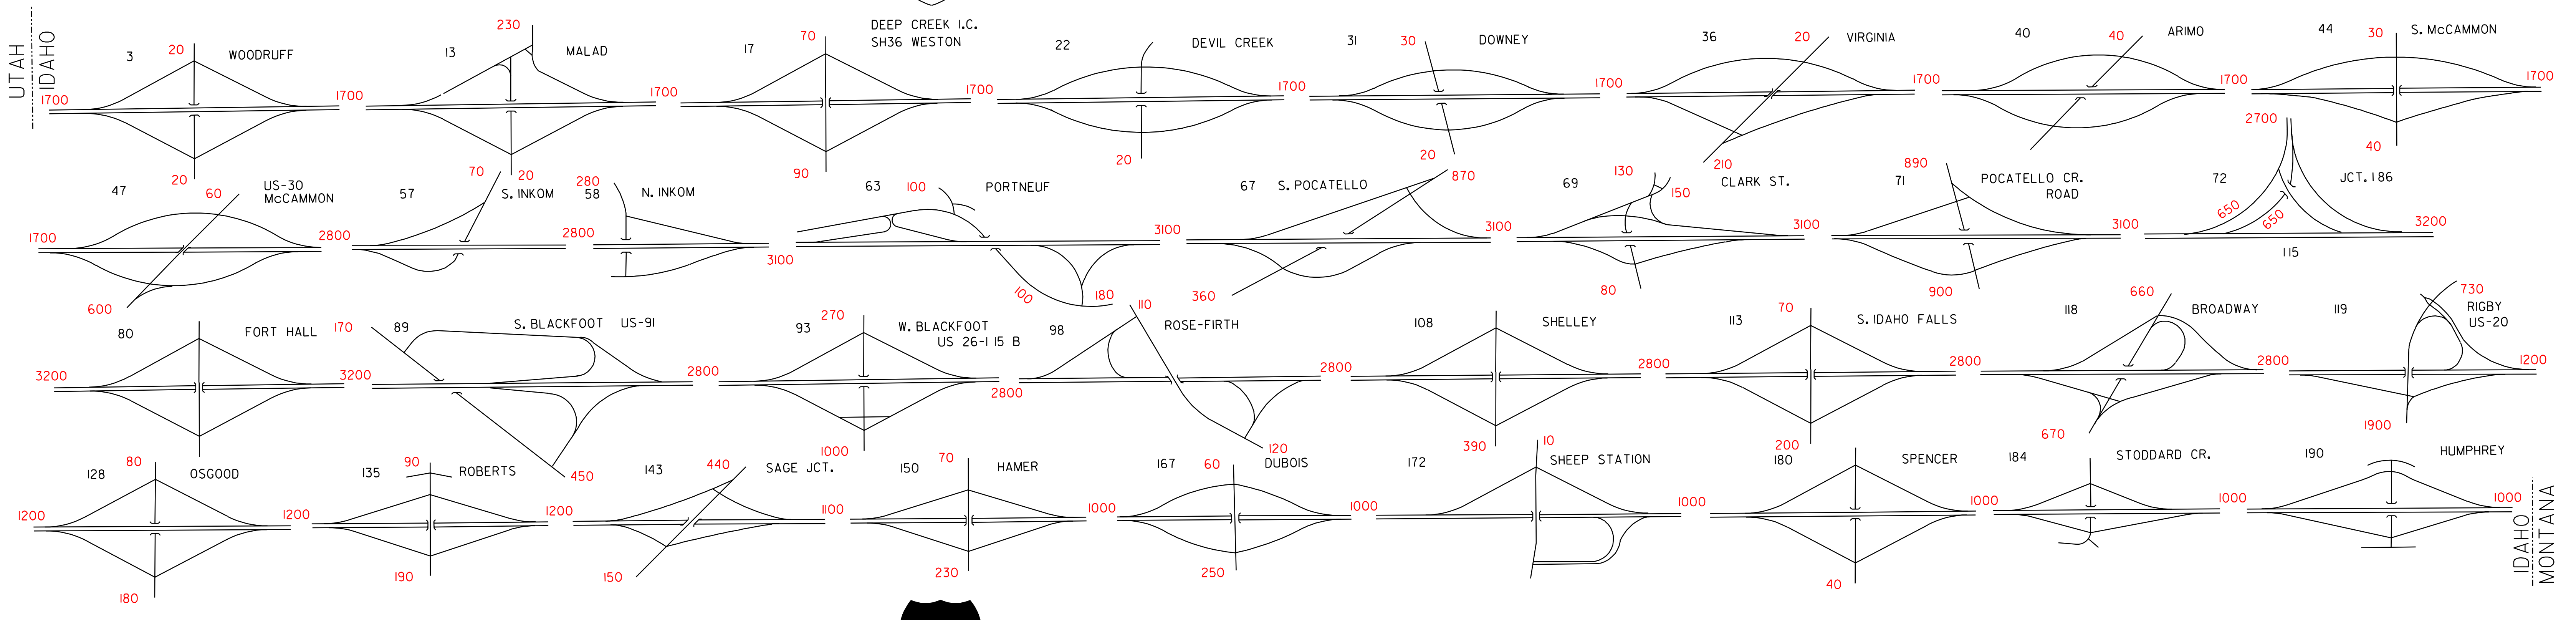 UTAH
IDAHO
3 20 WOODRUFF
1700 1700
20
230
13 MALAD
1700
20
DEEP CREEK I.C.
17 70 SH36 WESTON
1700
90
22 DEVIL CREEK
1700
20
31 30 DOWNEY
1700
20
36 20 VIRGINIA
1700
210
40 40 ARIMO
1700
44 30 S. McCAMMON
1700
40
47 60 US-30
McCAMMON
1700 2800
600
57 70 S. INKOM
2800
58 280 N. INKOM
3100
63 100 PORTNEUF
3100
100 180
67 S. POCATELLO 870
3100
360
69 130 150 CLARK ST.
3100
80
71 890 POCATELLO CR.
ROAD
3100
900
2700
72 JCT. I 86
650 650 3200
I 15
80 FORT HALL
3200 3200
170 89 S. BLACKFOOT US-91
2800
450
93 270 W. BLACKFOOT
US 26-I 15 B
2800
1000
98 110 ROSE-FIRTH
2800
120
108 SHELLEY
2800
390
113 70 S. IDAHO FALLS
2800
200
118 660 BROADWAY
2800
670
119 730 RIGBY
US-20
1200
1900
128 80 OSGOOD
1200 1200
180
135 90 ROBERTS
1200
190
143 440 SAGE JCT.
1100
150
150 70 HAMER
1000
230
167 60 DUBOIS
1000
250
172 10 SHEEP STATION
1000
180 SPENCER
1000
40
184 STODDARD CR.
1000
190 HUMPHREY
1000
IDAHO
MONTANA